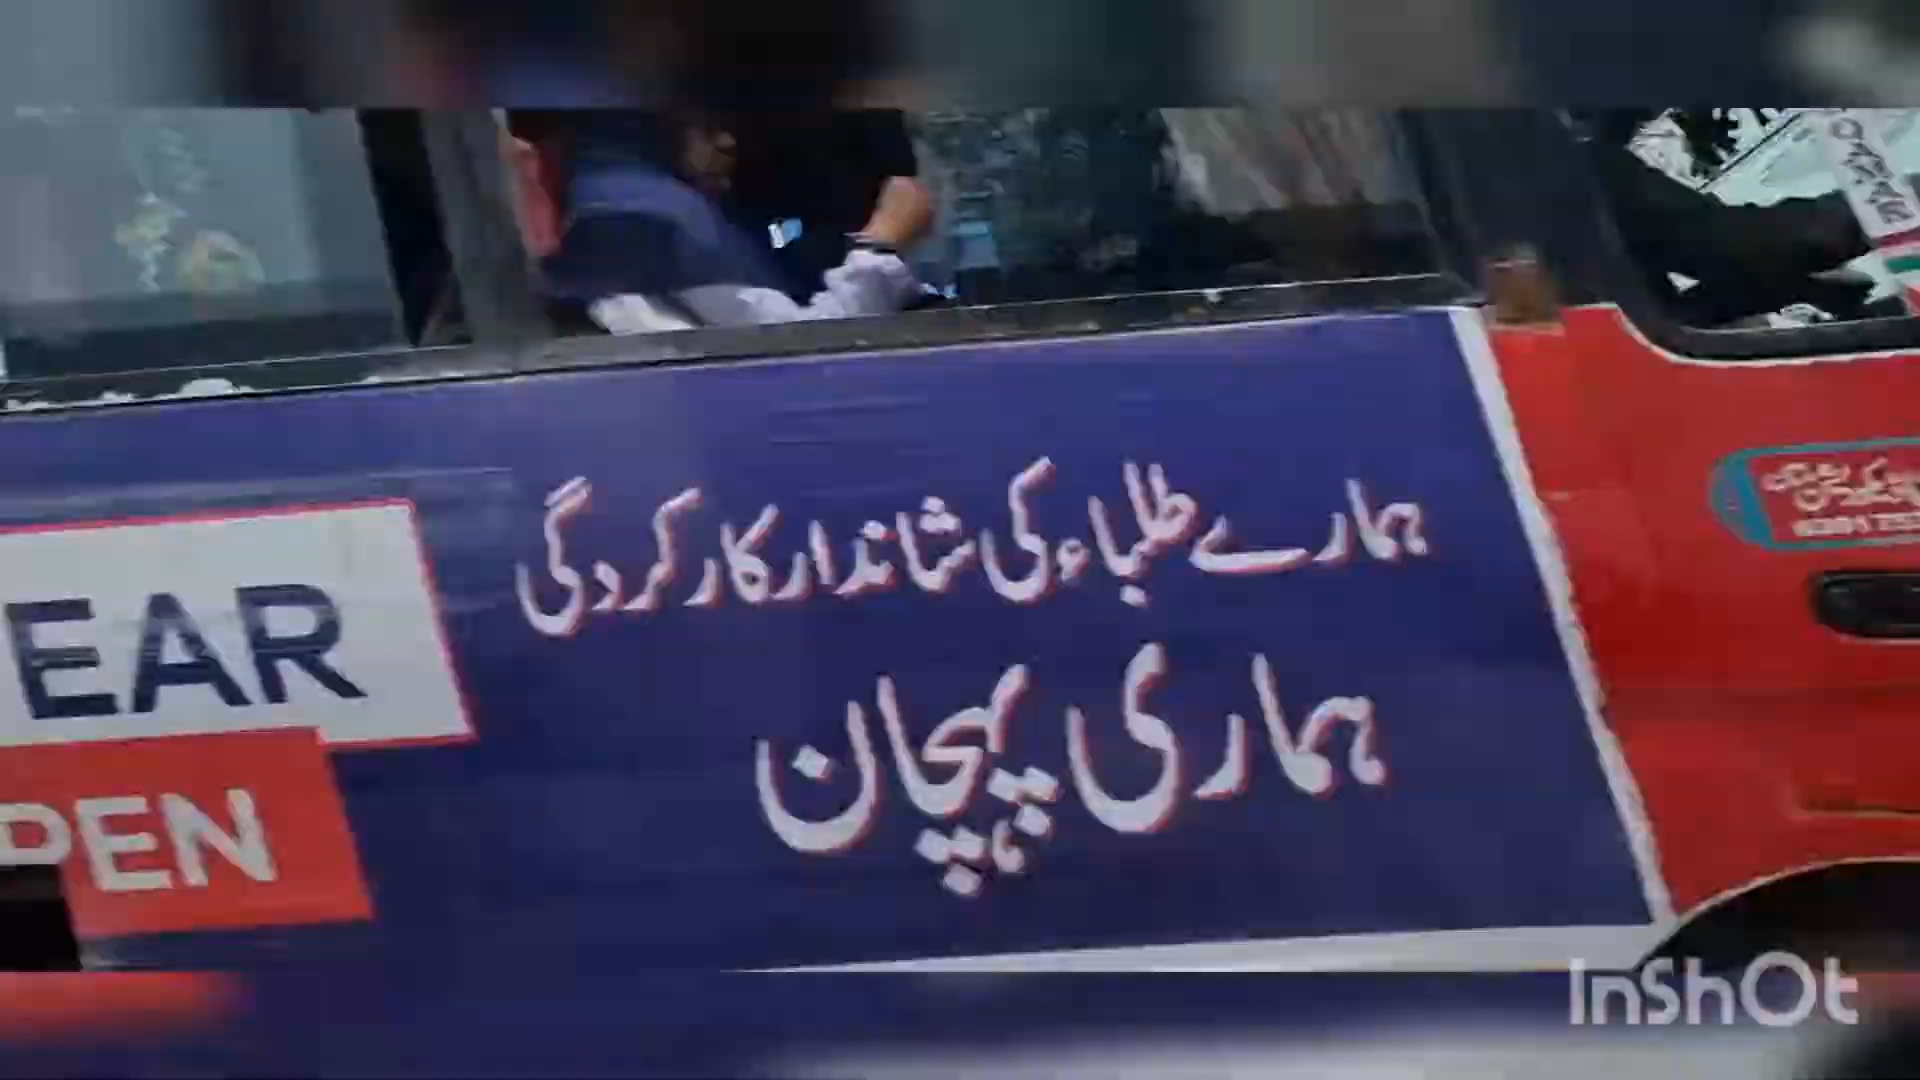 ہمارے طلباء کی شاندار کارکردگی
ہماری پہچان
EAR
PEN
InShOt